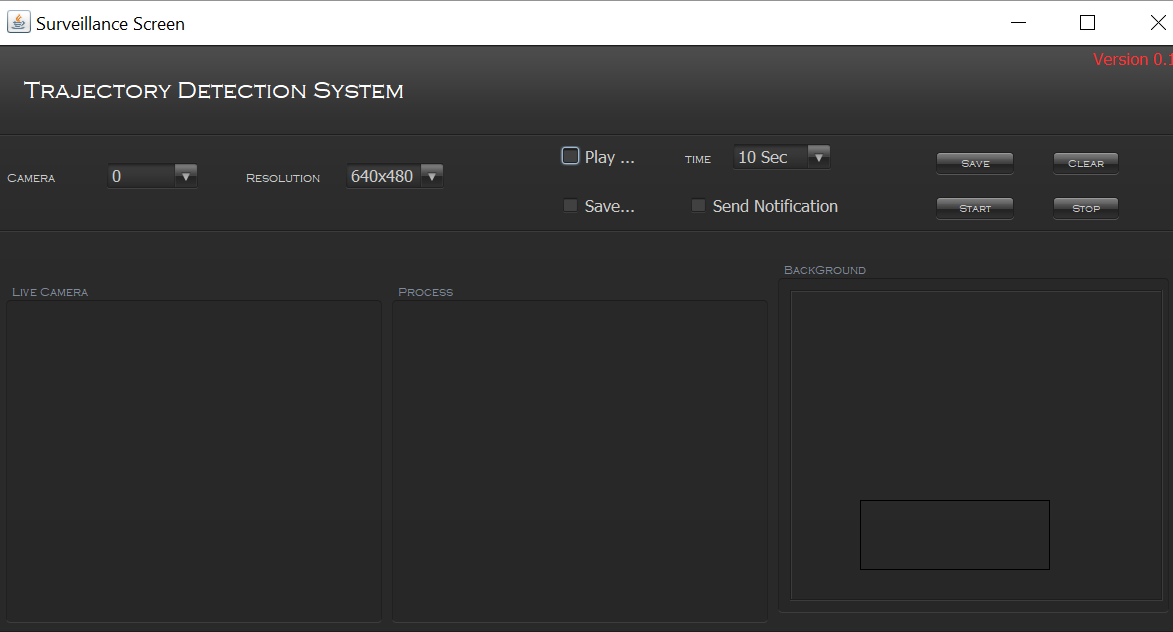 Surveillance Screen
Version 0.1
Trajectory Detection System
Camera 0 Resolution 640x480 Play ... time 10 Sec Save Clear
Save... Send Notification Start Stop
Live Camera Process BackGround